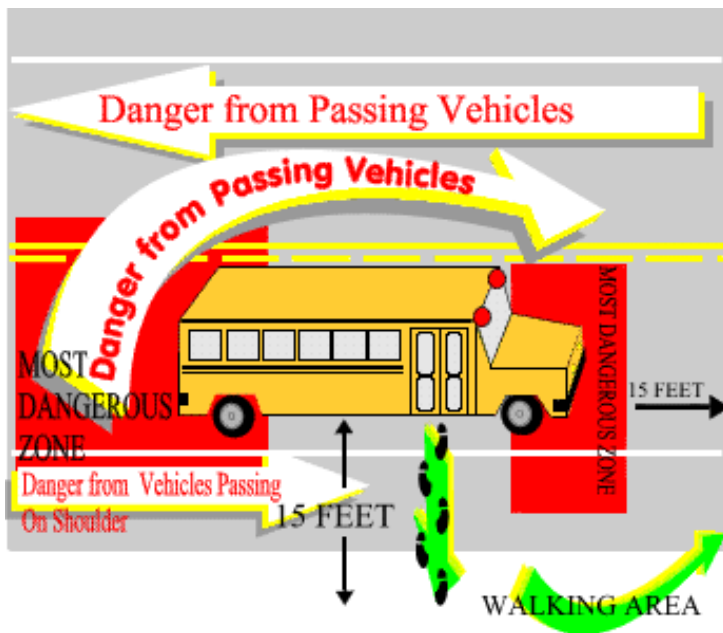 Danger from Passing Vehicles
Danger from Passing Vehicles
MOST
DANGEROUS
ZONE
MOST DANGEROUS ZONE
15 FEET
Danger from Vehicles Passing
On Shoulder
15 FEET
WALKING AREA